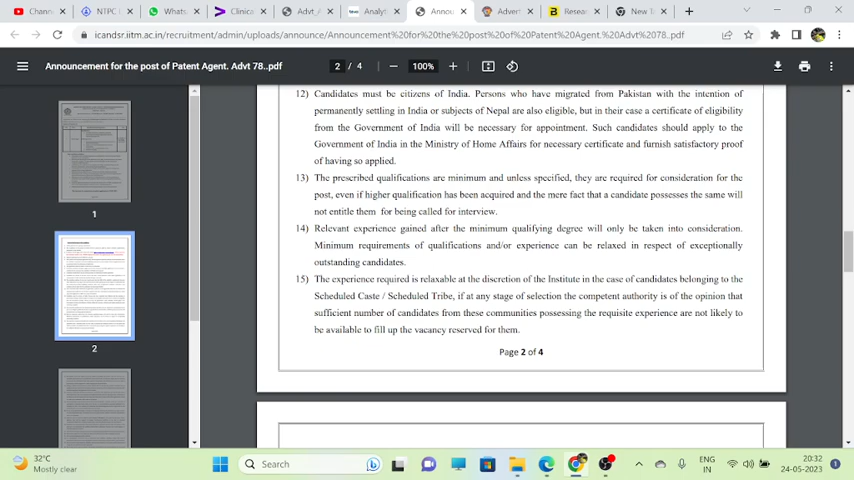 Chann
NTPC
Whats
Clinica
Advt_
Analyti
Annou
Advert
Resea
New T
icandsr.iitm.ac.in/recruitment/admin/uploads/announce/Announcement%20for%20the%20post%20of%20Patent%20Agent.%20Advt%2078..pdf
Announcement for the post of Patent Agent. Advt 78..pdf
2 / 4
100%
12) Candidates must be citizens of India. Persons who have migrated from Pakistan with the intention of
permanently settling in India or subjects of Nepal are also eligible, but in their case a certificate of eligibility
from the Government of India will be necessary for appointment. Such candidates should apply to the
Government of India in the Ministry of Home Affairs for necessary certificate and furnish satisfactory proof
of having so applied.
13) The prescribed qualifications are minimum and unless specified, they are required for consideration for the
post, even if higher qualification has been acquired and the mere fact that a candidate possesses the same will
not entitle them for being called for interview.
14) Relevant experience gained after the minimum qualifying degree will only be taken into consideration.
Minimum requirements of qualifications and/or experience can be relaxed in respect of exceptionally
outstanding candidates.
15) The experience required is relaxable at the discretion of the Institute in the case of candidates belonging to the
Scheduled Caste / Scheduled Tribe, if at any stage of selection the competent authority is of the opinion that
sufficient number of candidates from these communities possessing the requisite experience are not likely to
be available to fill up the vacancy reserved for them.
Page 2 of 4
1
2
32°C
Mostly clear
Search
ENG
IN
20:32
24-05-2023